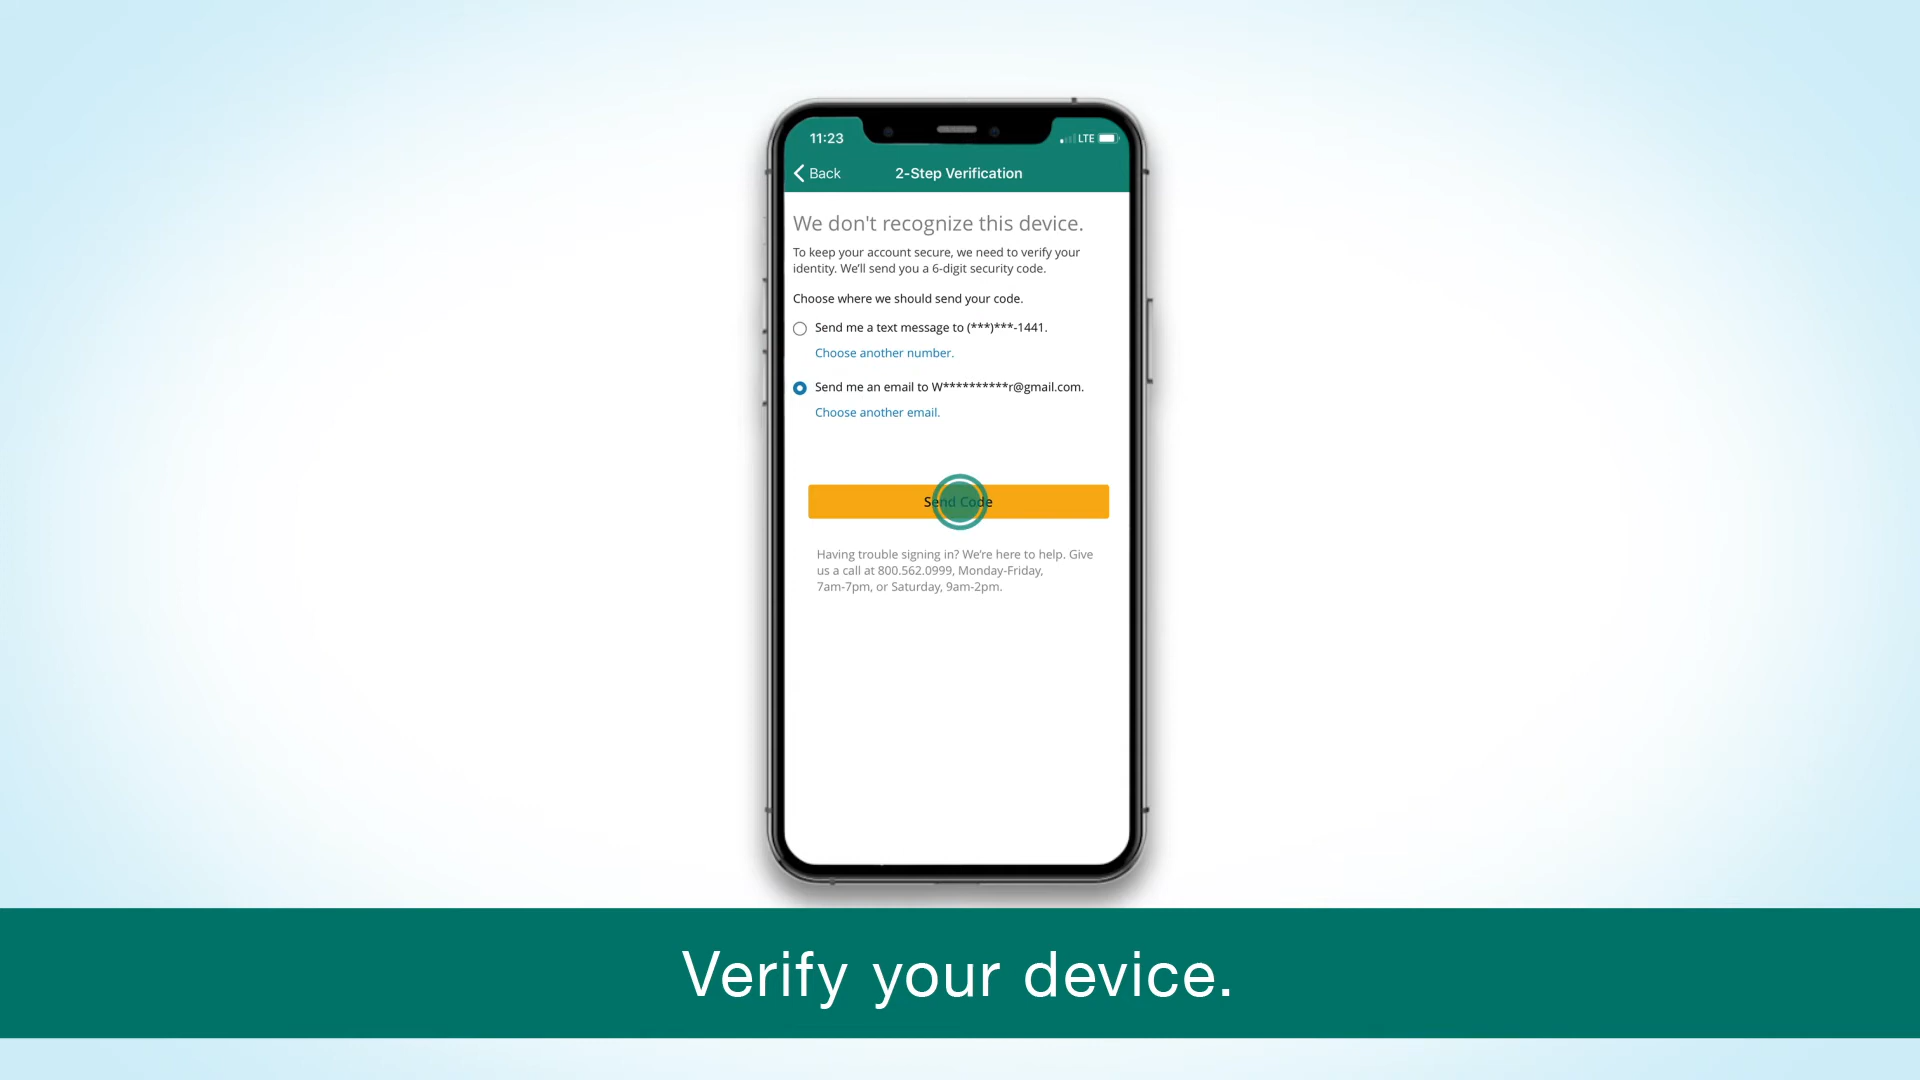 11:23
LTE
Back
2-Step Verification
We don't recognize this device.
To keep your account secure, we need to verify your
identity. We'll send you a 6-digit security code.
Choose where we should send your code.
Send me a text message to (***)***-1441.
Choose another number.
Send me an email to W**********r@gmail.com.
Choose another email.
Send Code
Having trouble signing in? We're here to help. Give
us a call at 800.562.0999, Monday-Friday,
7am-7pm, or Saturday, 9am-2pm.
Verify your device.